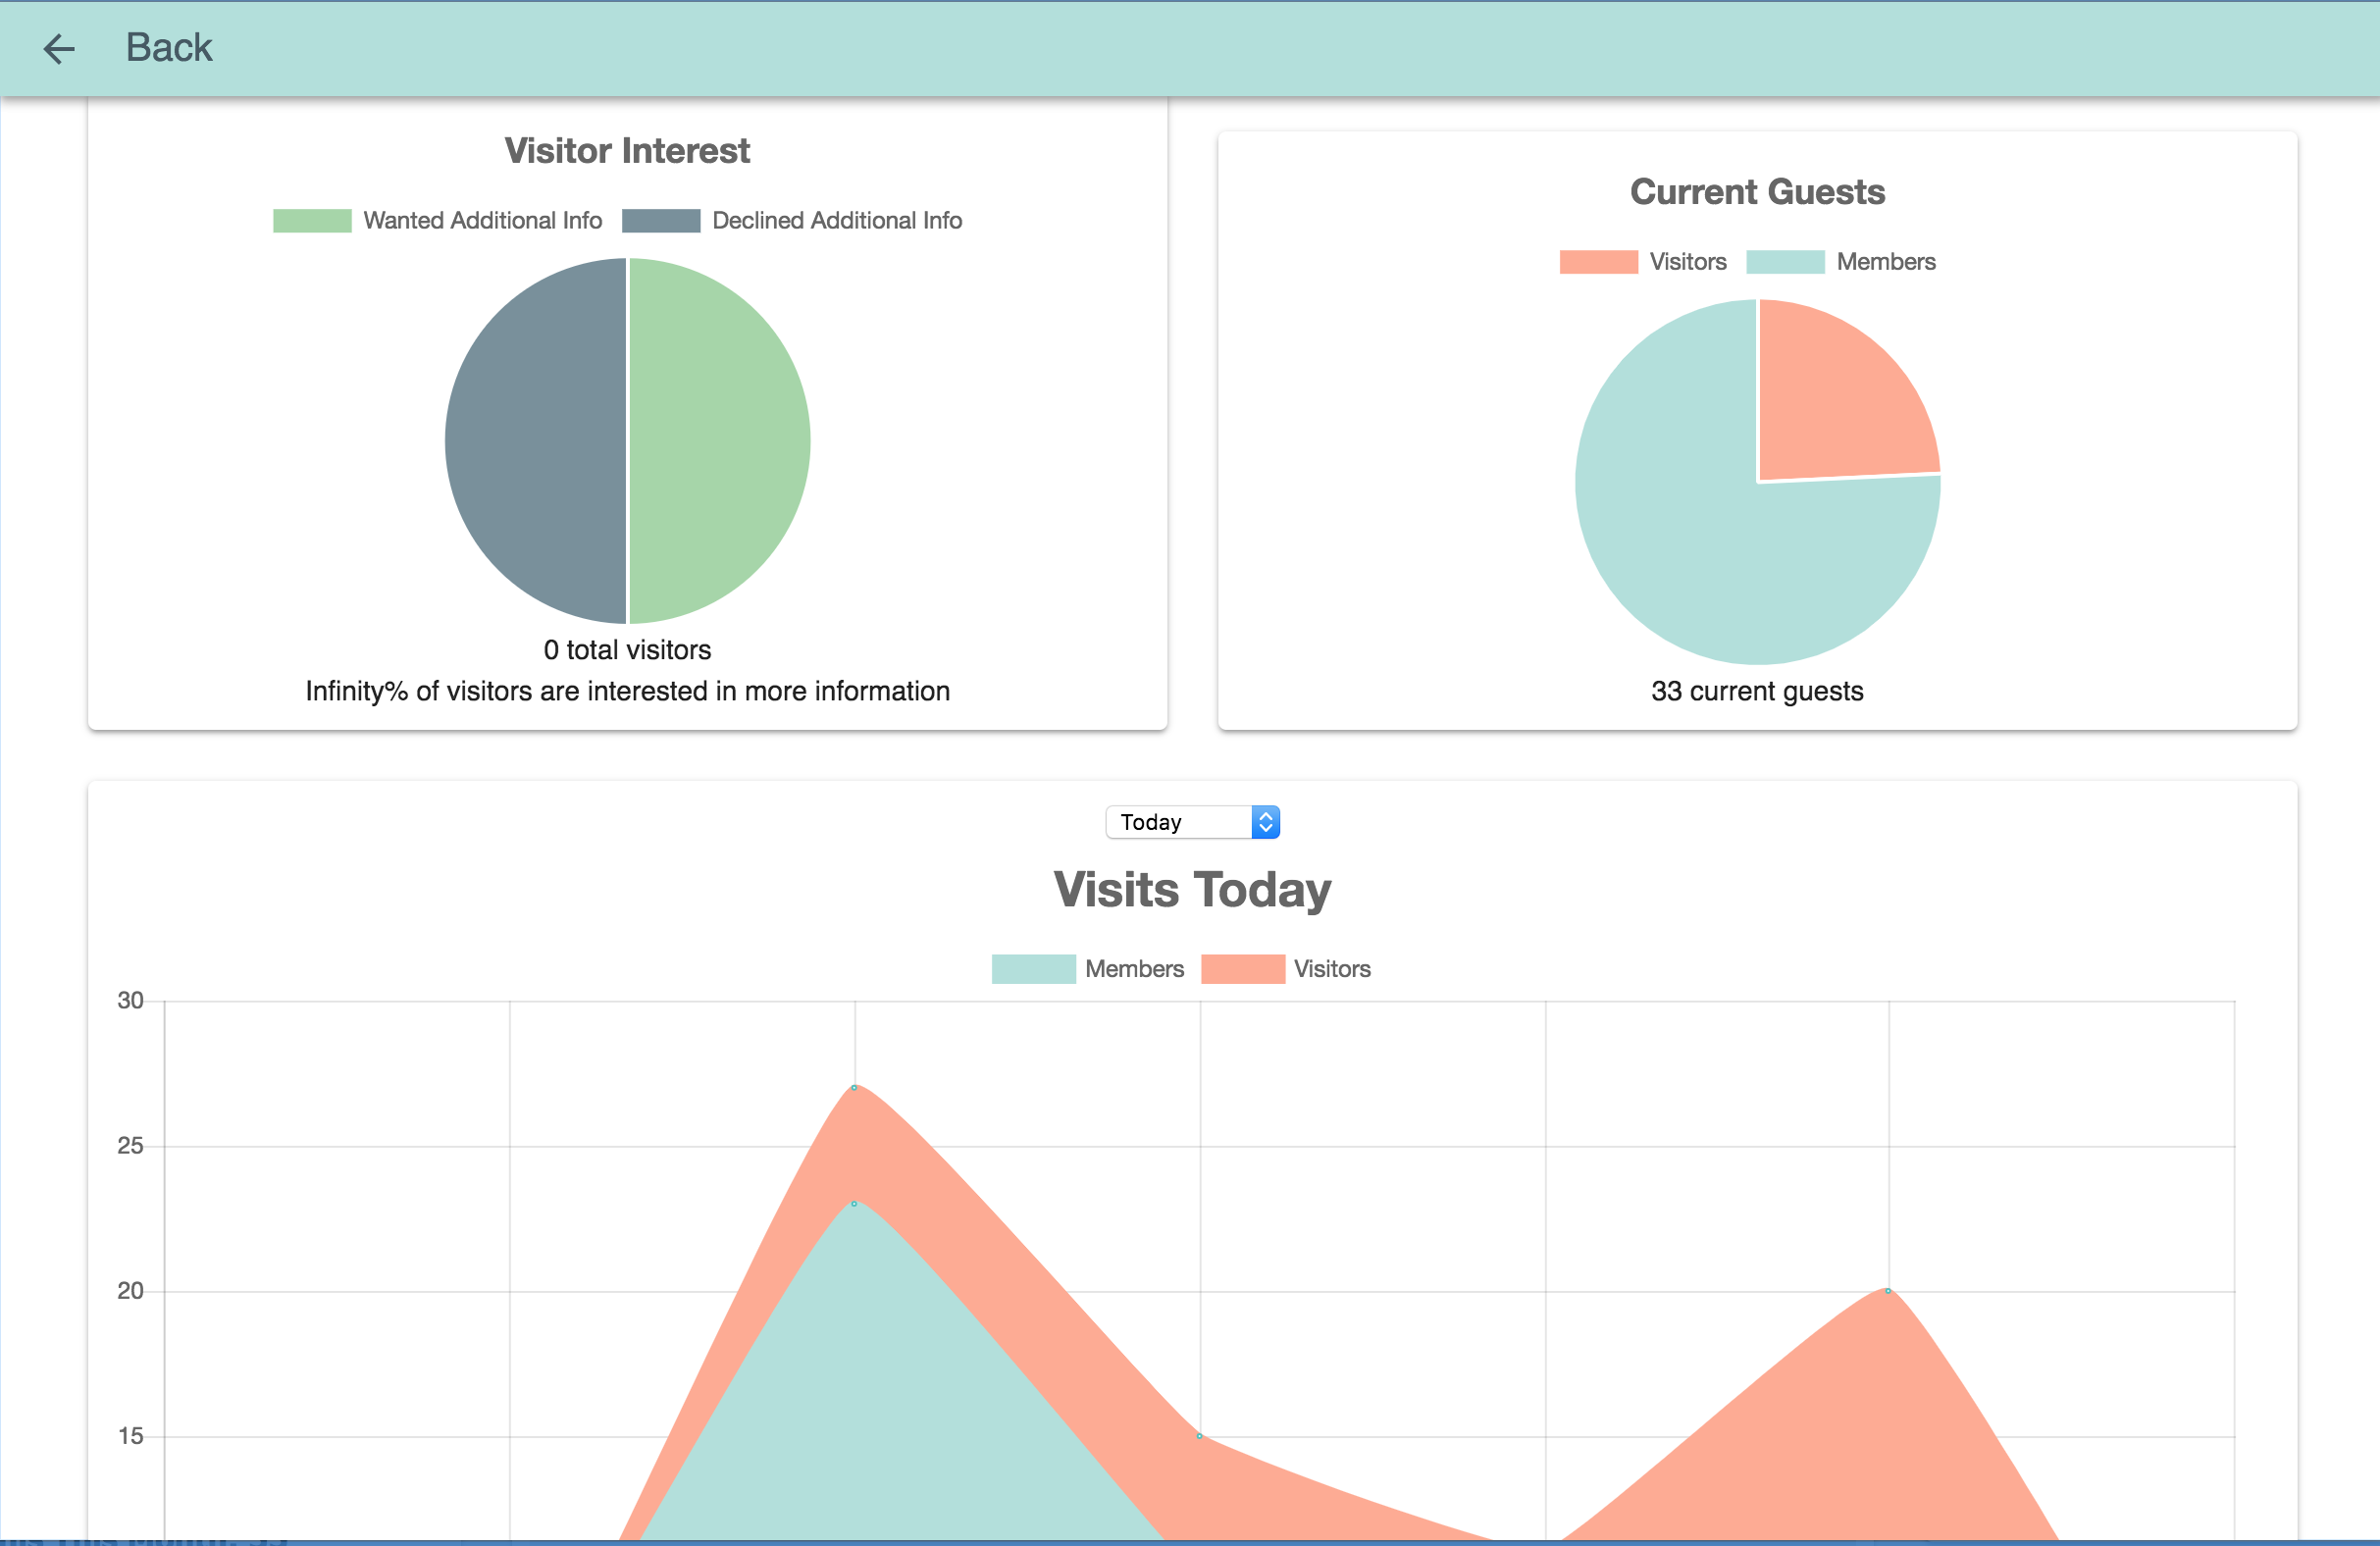 Back
Visitor Interest
Wanted Additional Info Declined Additional Info
0 total visitors
Infinity% of visitors are interested in more information
Current Guests
Visitors Members
33 current guests
Today
Visits Today
Members Visitors
30
25
20
15